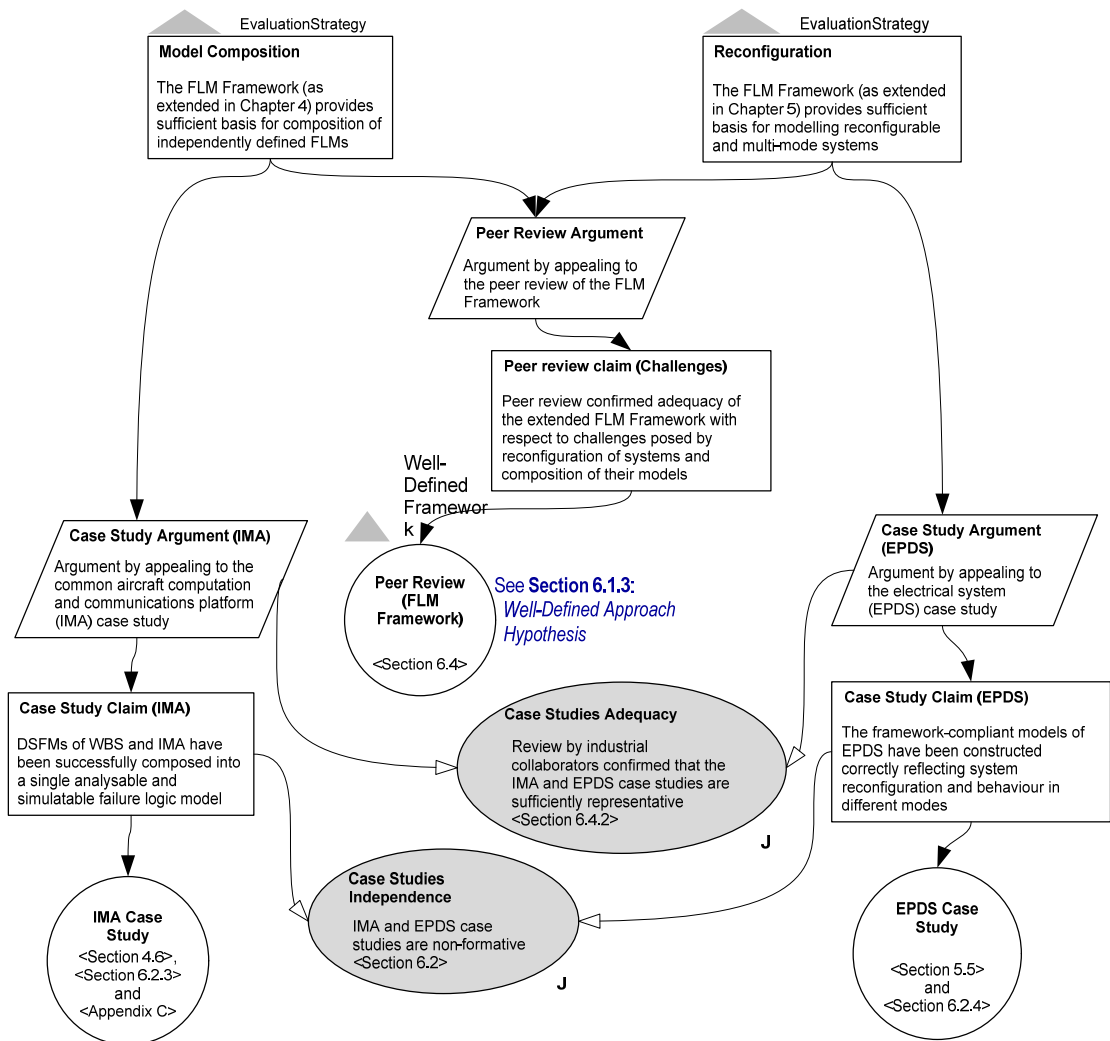 EvaluationStrategy
Model Composition
The FLM Framework (as
extended in Chapter 4) provides
sufficient basis for composition of
independently defined FLMs
EvaluationStrategy
Reconfiguration
The FLM Framework (as extended
in Chapter 5) provides sufficient
basis for modelling reconfigurable
and multi-mode systems
Peer Review Argument
Argument by appealing to
the peer review of the FLM
Framework
Peer review claim (Challenges)
Peer review confirmed adequacy of
the extended FLM Framework with
respect to challenges posed by
reconfiguration of systems and
composition of their models
Well-
Defined
Framewor
k
Peer Review
(FLM
Framework)
<Section 6.4>
See Section 6.1.3:
Well-Defined Approach
Hypothesis
Case Study Argument (IMA)
Argument by appealing to the
common aircraft computation
and communications platform
(IMA) case study
Case Study Argument
(EPDS)
Argument by appealing to
the electrical system
(EPDS) case study
Case Study Claim (IMA)
DSFMs of WBS and IMA have
been successfully composed into
a single analysable and
simulatable failure logic model
Case Studies Adequacy
Review by industrial
collaborators confirmed that the
IMA and EPDS case studies are
sufficiently representative
<Section 6.4.2>
J
Case Study Claim (EPDS)
The framework-compliant models of
EPDS have been constructed
correctly reflecting system
reconfiguration and behaviour in
different modes
Case Studies
Independence
IMA and EPDS case
studies are non-formative
<Section 6.2>
J
IMA Case
Study
<Section 4.6>,
<Section 6.2.3>
and
<Appendix C>
EPDS Case
Study
<Section 5.5>
and
<Section 6.2.4>